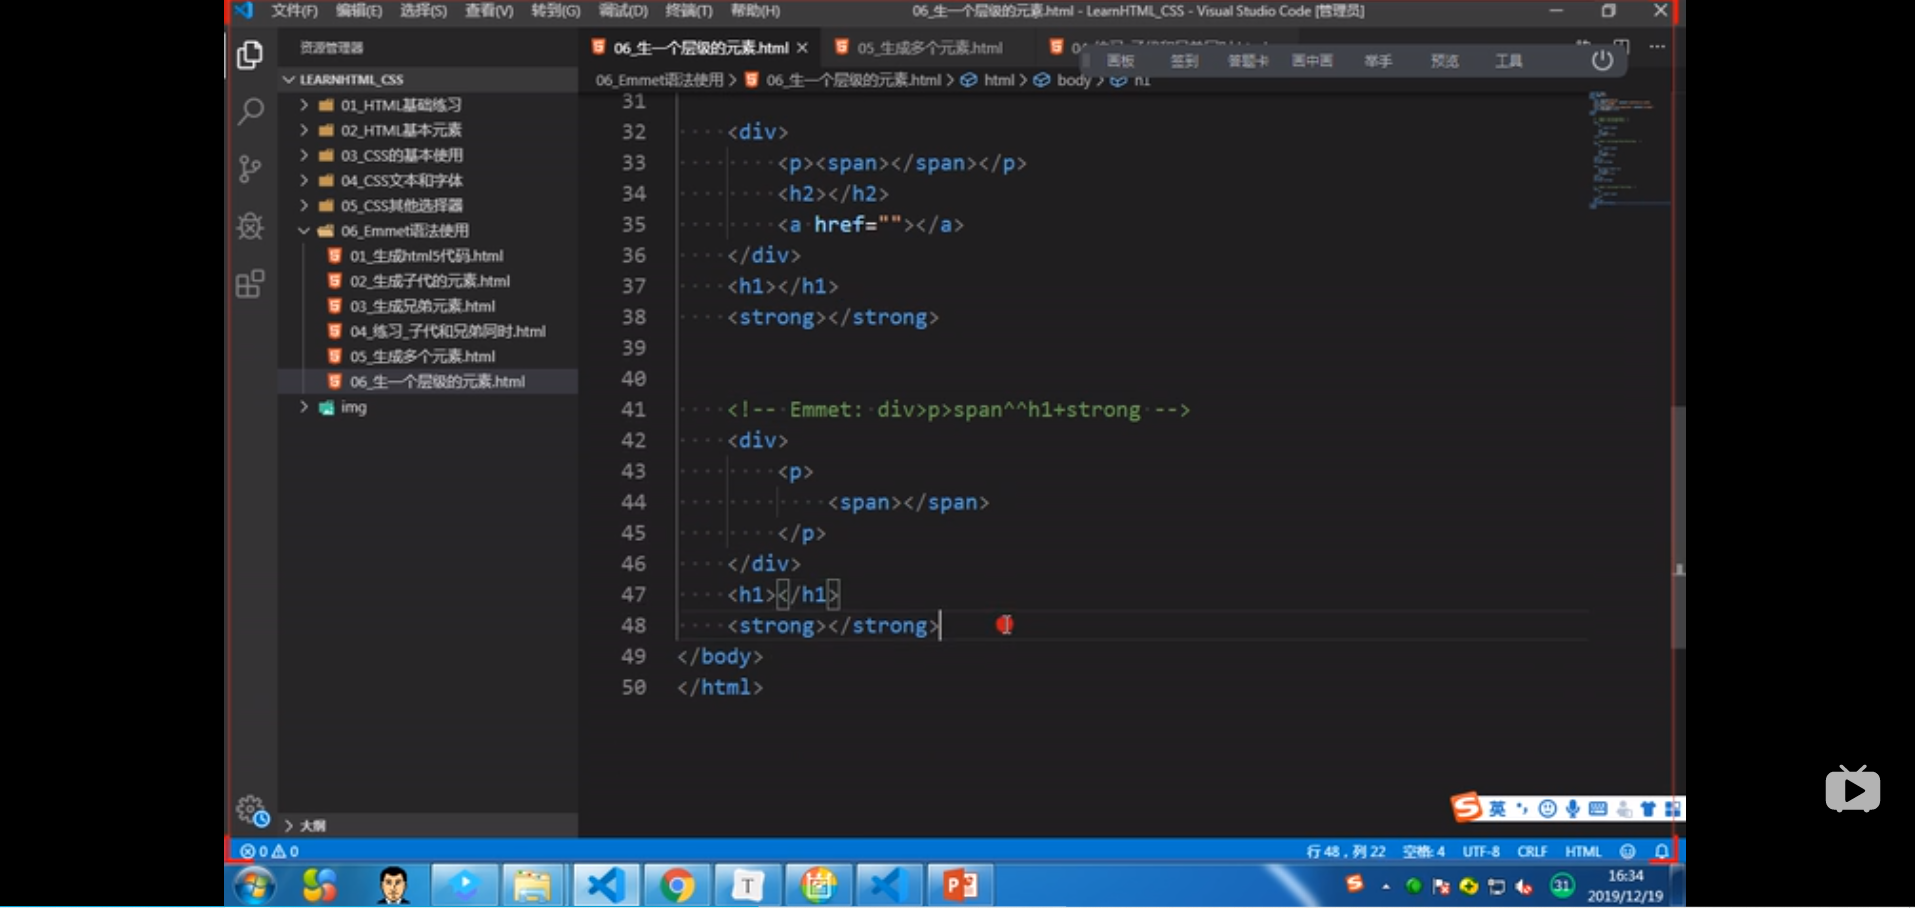 文件(F) 编辑(E) 选择(S) 查看(V) 转到(G) 调试(D) 终端(T) 帮助(H) 06_生一个层级的元素.html - LearnHTML_CSS - Visual Studio Code [管理员]
资源管理器
06_生一个层级的元素.html 05_生成多个元素.html
画板 签到 答题卡 画中画 举手 预览 工具
06_Emmet语法使用 > 06_生一个层级的元素.html > html > body > h1
LEARNHTML_CSS
01_HTML基础练习
02_HTML基本元素
03_CSS的基本使用
04_CSS文本和字体
05_CSS其他选择器
06_Emmet语法使用
01_生成html5代码.html
02_生成子代的元素.html
03_生成兄弟元素.html
04_练习_子代和兄弟同时.html
05_生成多个元素.html
06_生一个层级的元素.html
img
大纲
31
32 <div>
33 <p><span></span></p>
34 <h2></h2>
35 <a href=""></a>
36 </div>
37 <h1></h1>
38 <strong></strong>
39
40
41 <!-- Emmet: div>p>span^^h1+strong -->
42 <div>
43 <p>
44 <span></span>
45 </p>
46 </div>
47 <h1></h1>
48 <strong></strong>
49 </body>
50 </html>
英
0 0 行 48，列 22 空格: 4 UTF-8 CRLF HTML
T
31
16:34
2019/12/19